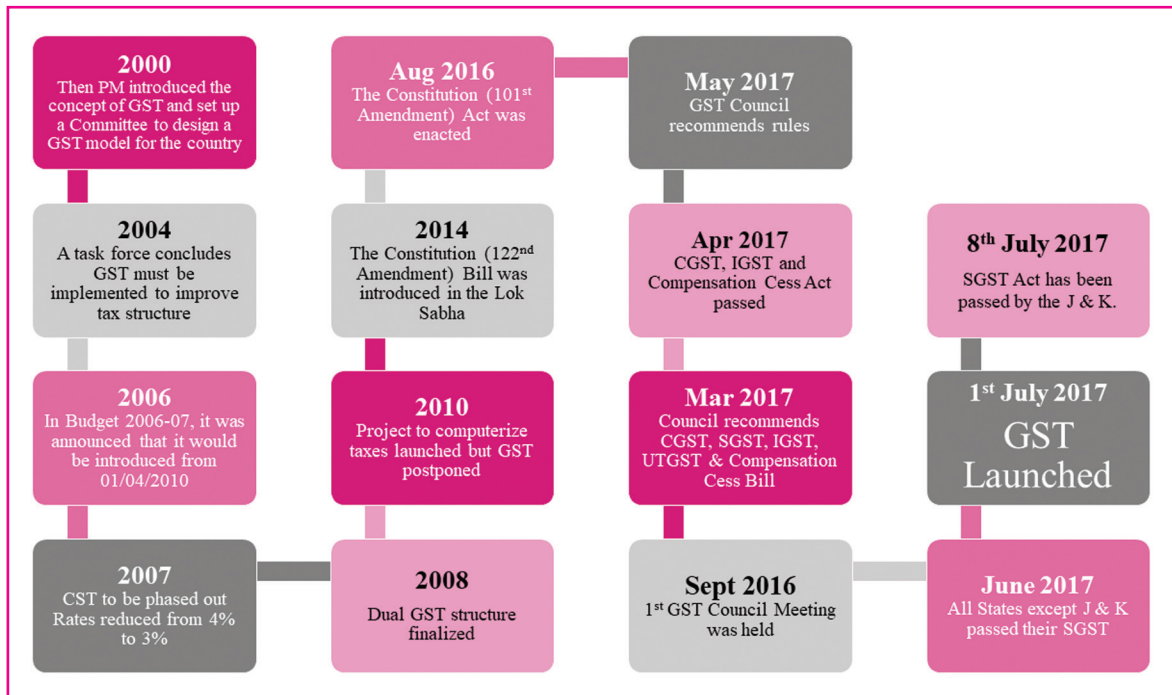 2000
Then PM introduced the
concept of GST and set up
a Committee to design a
GST model for the country
2004
A task force concludes
GST must be
implemented to improve
tax structure
2006
In Budget 2006-07, it was
announced that it would
be introduced from
01/04/2010
2007
CST to be phased out
Rates reduced from 4%
to 3%
2008
Dual GST structure
finalized
2010
Project to computerize
taxes launched but GST
postponed
2014
The Constitution (122nd
Amendment) Bill was
introduced in the Lok
Sabha
Aug 2016
The Constitution (101st
Amendment) Act was
enacted
May 2017
GST Council
recommends rules
Apr 2017
CGST, IGST and
Compensation Cess Act
passed
Mar 2017
Council recommends
CGST, SGST, IGST,
UTGST & Compensation
Cess Bill
Sept 2016
1st GST Council Meeting
was held
June 2017
All States except J & K
passed their SGST
1st July 2017
GST
Launched
8th July 2017
SGST Act has been
passed by the J & K.